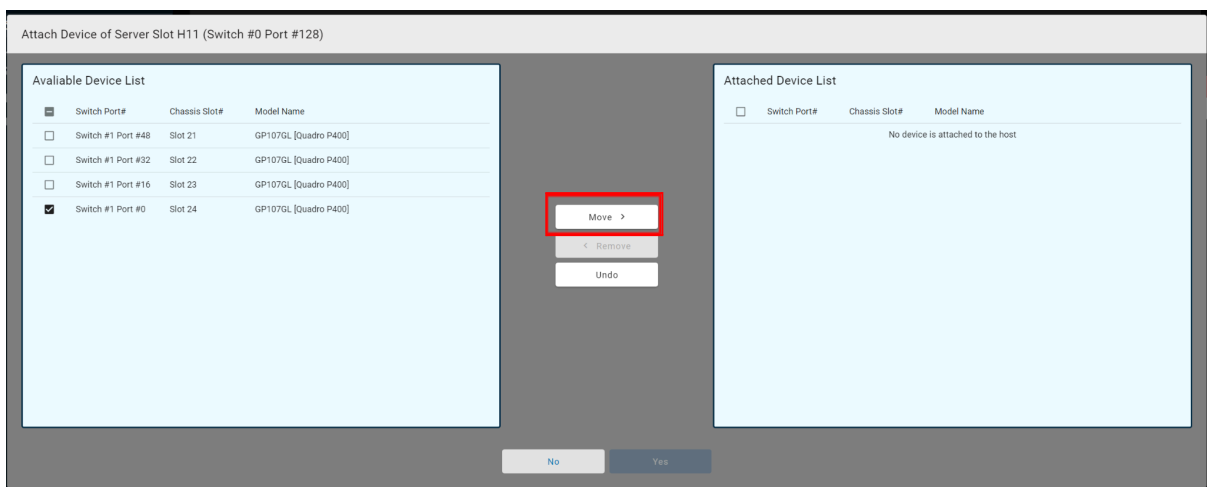 Attach Device of Server Slot H11 (Switch #0 Port #128)
Avaliable Device List
Switch Port# Chassis Slot# Model Name
Switch #1 Port #48 Slot 21 GP107GL [Quadro P400]
Switch #1 Port #32 Slot 22 GP107GL [Quadro P400]
Switch #1 Port #16 Slot 23 GP107GL [Quadro P400]
Switch #1 Port #0 Slot 24 GP107GL [Quadro P400]
Move >
< Remove
Undo
Attached Device List
Switch Port# Chassis Slot# Model Name
No device is attached to the host
No Yes